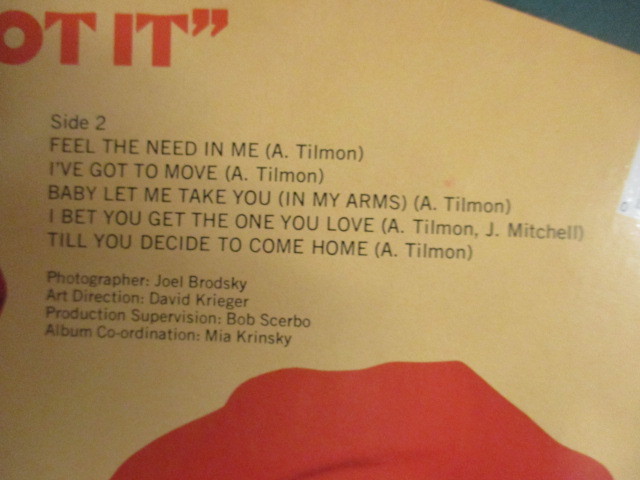 OT IT”
Side 2
FEEL THE NEED IN ME (A. Tilmon)
I'VE GOT TO MOVE (A. Tilmon)
BABY LET ME TAKE YOU (IN MY ARMS) (A. Tilmon)
I BET YOU GET THE ONE YOU LOVE (A. Tilmon, J. Mitchell)
TILL YOU DECIDE TO COME HOME (A. Tilmon)
Photographer: Joel Brodsky
Art Direction: David Krieger
Production Supervision: Bob Scerbo
Album Co-ordination: Mia Krinsky